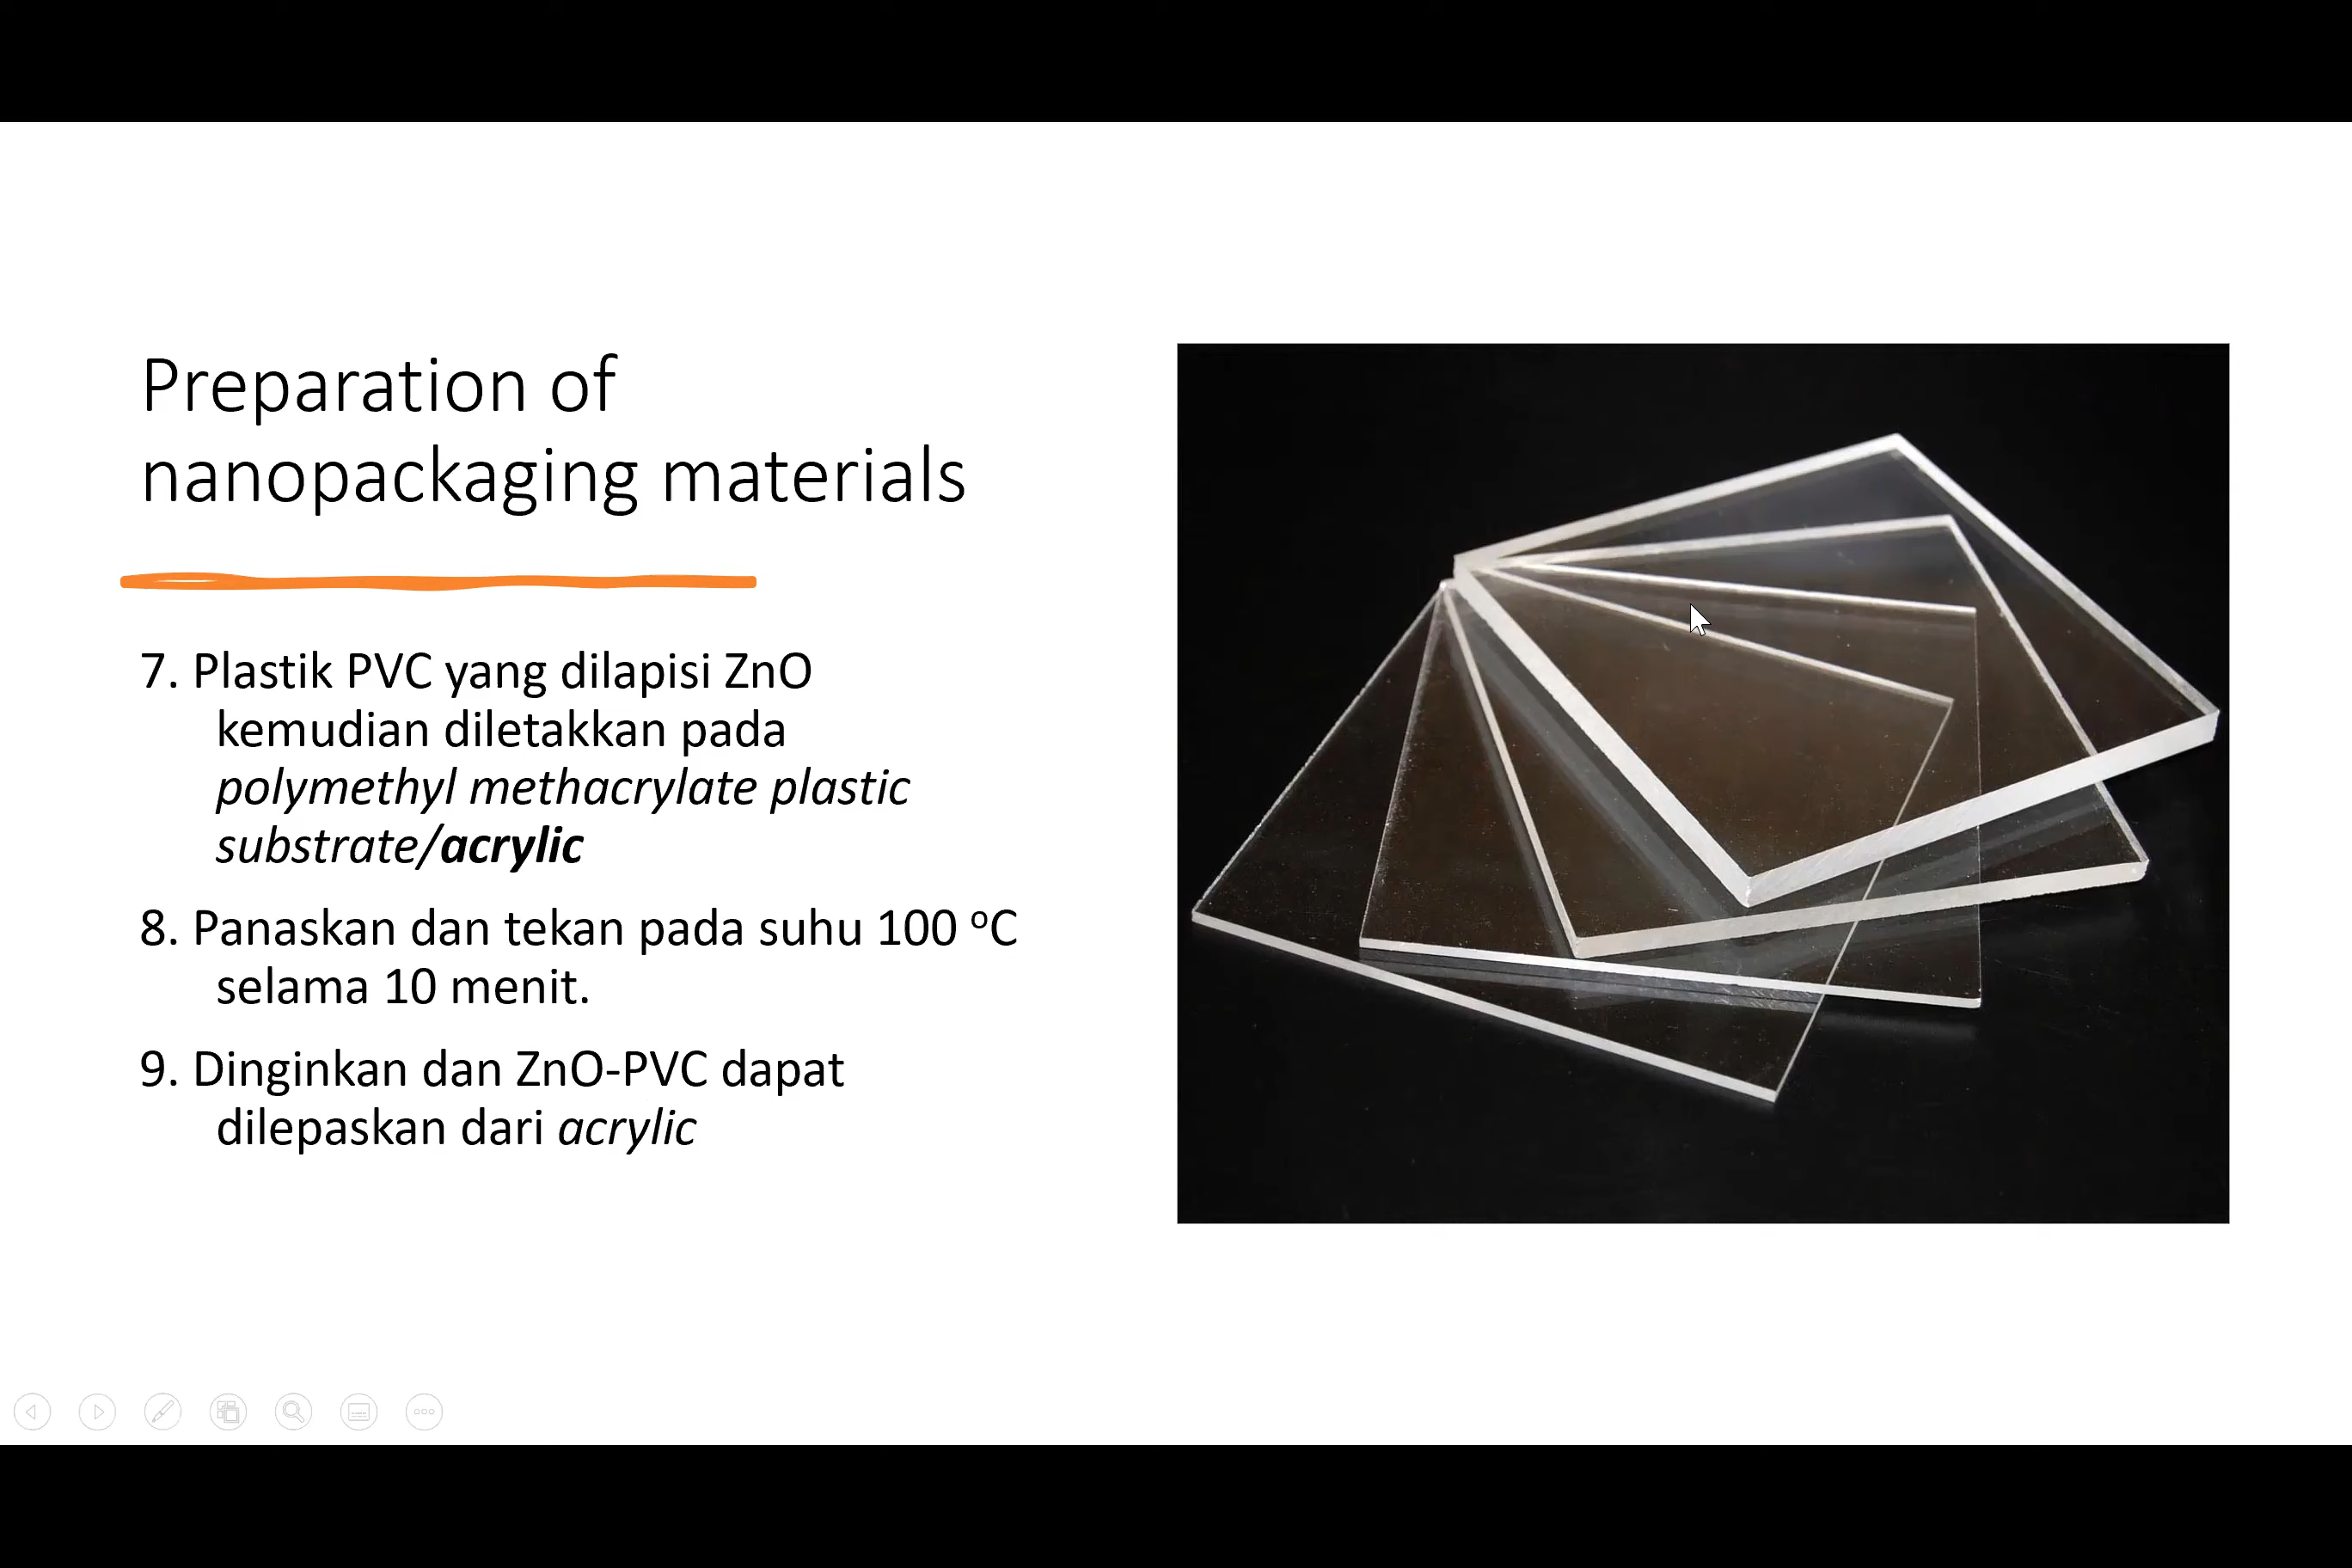 Preparation of
nanopackaging materials
7. Plastik PVC yang dilapisi ZnO
kemudian diletakkan pada
polymethyl methacrylate plastic
substrate/acrylic
8. Panaskan dan tekan pada suhu 100 ºC
selama 10 menit.
9. Dinginkan dan ZnO-PVC dapat
dilepaskan dari acrylic